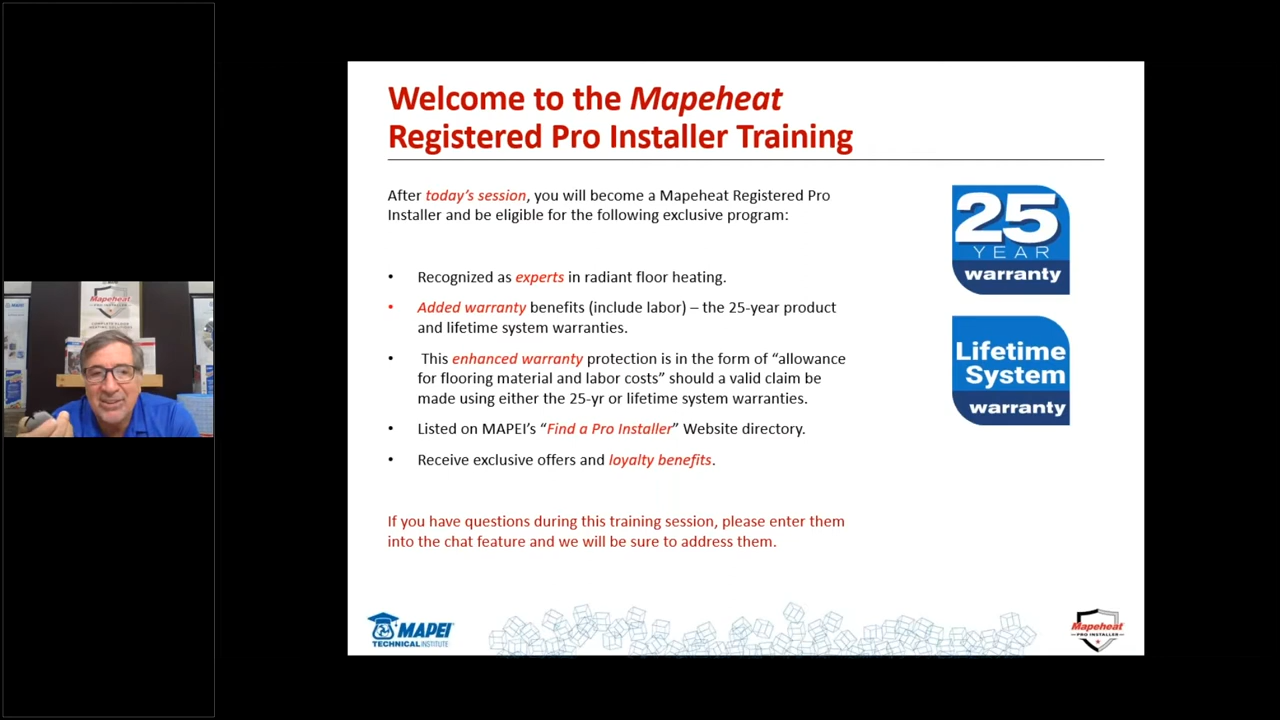 Welcome to the Mapeheat
Registered Pro Installer Training
After today's session, you will become a Mapeheat Registered Pro
Installer and be eligible for the following exclusive program:
• Recognized as experts in radiant floor heating.
• Added warranty benefits (include labor) – the 25-year product
and lifetime system warranties.
• This enhanced warranty protection is in the form of “allowance
for flooring material and labor costs” should a valid claim be
made using either the 25-yr or lifetime system warranties.
• Listed on MAPEI’s “Find a Pro Installer” Website directory.
• Receive exclusive offers and loyalty benefits.
If you have questions during this training session, please enter them
into the chat feature and we will be sure to address them.
25
YEAR
warranty
Lifetime
System
warranty
Mapeheat
MAPEI
TECHNICAL INSTITUTE
Mapeheat
PRO INSTALLER